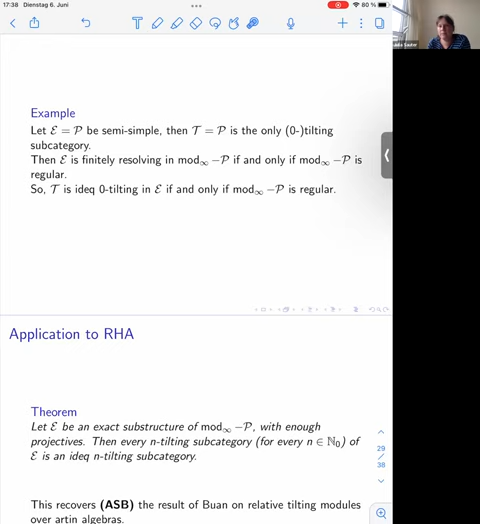 17:38 Dienstag 6. Juni
80 %
Example
Let ℰ = 𝒫 be semi-simple, then 𝒯 = 𝒫 is the only (0-)tilting
subcategory.
Then ℰ is finitely resolving in mod∞ −𝒫 if and only if mod∞ −𝒫 is
regular.
So, 𝒯 is ideq 0-tilting in ℰ if and only if mod∞ −𝒫 is regular.
Application to RHA
Theorem
Let ℰ be an exact substructure of mod∞ −𝒫, with enough
projectives. Then every n-tilting subcategory (for every n ∈ ℕ₀) of
ℰ is an ideq n-tilting subcategory.
This recovers (ASB) the result of Buan on relative tilting modules
over artin algebras.
29
/
38